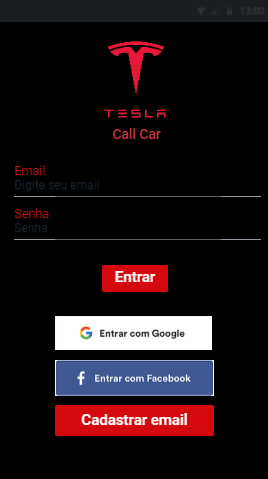 13:00
TESLA
Call Car
Email
Digite seu email
Senha
Senha
Entrar
Entrar com Google
Entrar com Facebook
Cadastrar email